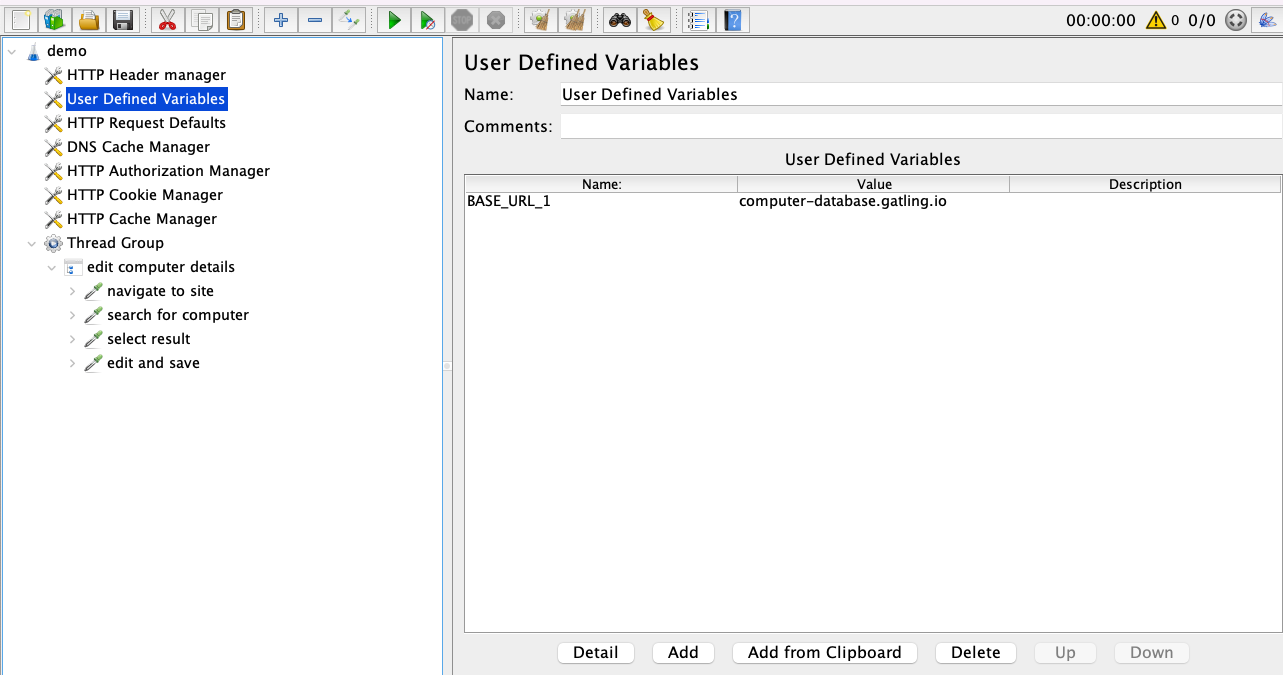 00:00:00 0 0/0
demo
HTTP Header manager
User Defined Variables
HTTP Request Defaults
DNS Cache Manager
HTTP Authorization Manager
HTTP Cookie Manager
HTTP Cache Manager
Thread Group
edit computer details
navigate to site
search for computer
select result
edit and save
User Defined Variables
Name: User Defined Variables
Comments:
User Defined Variables
Name: Value Description
BASE_URL_1 computer-database.gatling.io
Detail Add Add from Clipboard Delete Up Down